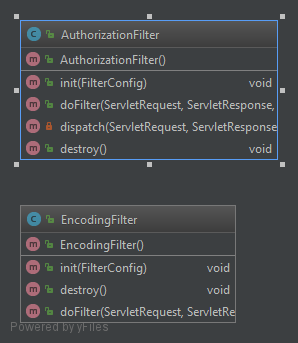 AuthorizationFilter
AuthorizationFilter()
init(FilterConfig) void
doFilter(ServletRequest, ServletResponse,
dispatch(ServletRequest, ServletResponse
destroy() void
EncodingFilter
EncodingFilter()
init(FilterConfig) void
destroy() void
doFilter(ServletRequest, ServletRe
Powered by yFiles